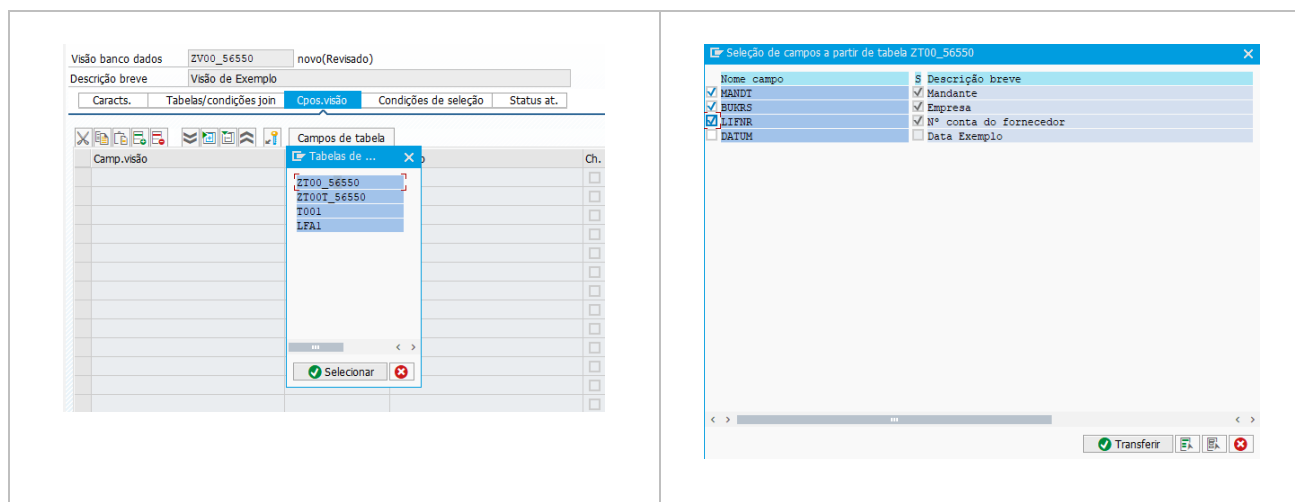 Visão banco dados ZV00_56550 novo(Revisado)
Descrição breve Visão de Exemplo
Caracts. Tabelas/condições join Cpos.visão Condições de seleção Status at.
Campos de tabela
Camp.visão Ch.
Tabelas de ...
ZT00_56550
ZT00T_56550
T001
LFA1
Selecionar
Seleção de campos a partir de tabela ZT00_56550
Nome campo S Descrição breve
MANDT Mandante
BUKRS Empresa
LIFNR Nº conta do fornecedor
DATUM Data Exemplo
Transferir